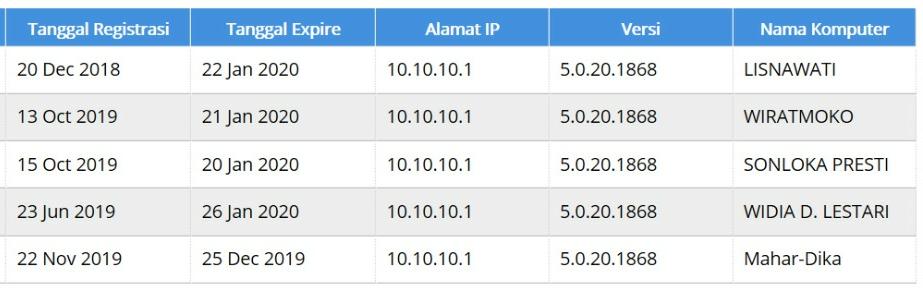 Tanggal Registrasi Tanggal Expire Alamat IP Versi Nama Komputer
20 Dec 2018 22 Jan 2020 10.10.10.1 5.0.20.1868 LISNAWATI
13 Oct 2019 21 Jan 2020 10.10.10.1 5.0.20.1868 WIRATMOKO
15 Oct 2019 20 Jan 2020 10.10.10.1 5.0.20.1868 SONLOKA PRESTI
23 Jun 2019 26 Jan 2020 10.10.10.1 5.0.20.1868 WIDIA D. LESTARI
22 Nov 2019 25 Dec 2019 10.10.10.1 5.0.20.1868 Mahar-Dika